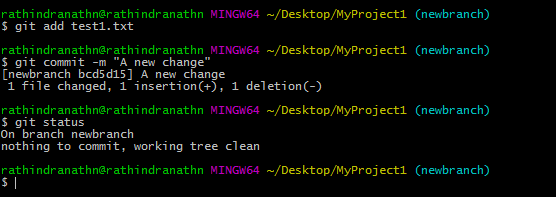 rathindranathn@rathindranathn MINGW64 ~/Desktop/MyProject1 (newbranch)
$ git add test1.txt
rathindranathn@rathindranathn MINGW64 ~/Desktop/MyProject1 (newbranch)
$ git commit -m "A new change"
[newbranch bcd5d15] A new change
 1 file changed, 1 insertion(+), 1 deletion(-)
rathindranathn@rathindranathn MINGW64 ~/Desktop/MyProject1 (newbranch)
$ git status
On branch newbranch
nothing to commit, working tree clean
rathindranathn@rathindranathn MINGW64 ~/Desktop/MyProject1 (newbranch)
$